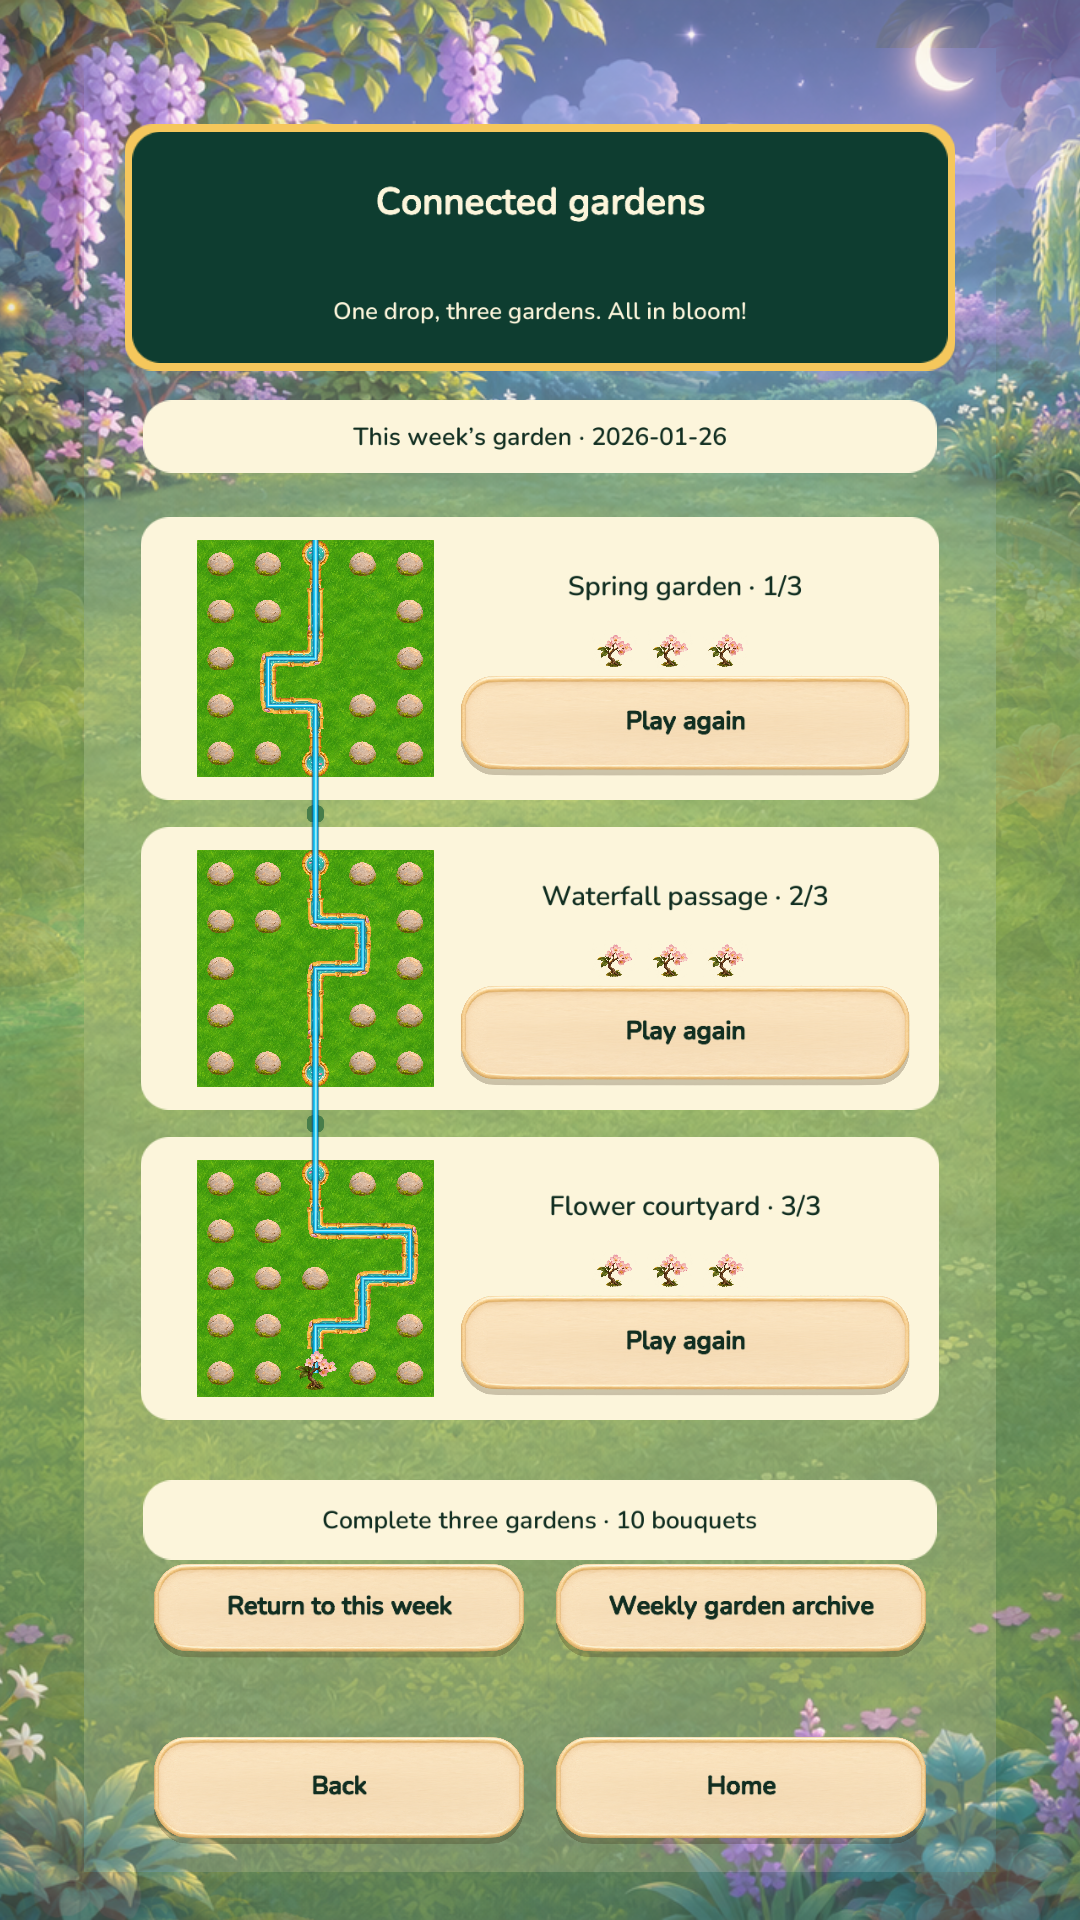 Connected gardens
One drop, three gardens. All in bloom!
This week’s garden · 2026-01-26
Spring garden · 1/3
Play again
Waterfall passage · 2/3
Play again
Flower courtyard · 3/3
Play again
Complete three gardens · 10 bouquets
Return to this week
Weekly garden archive
Back
Home